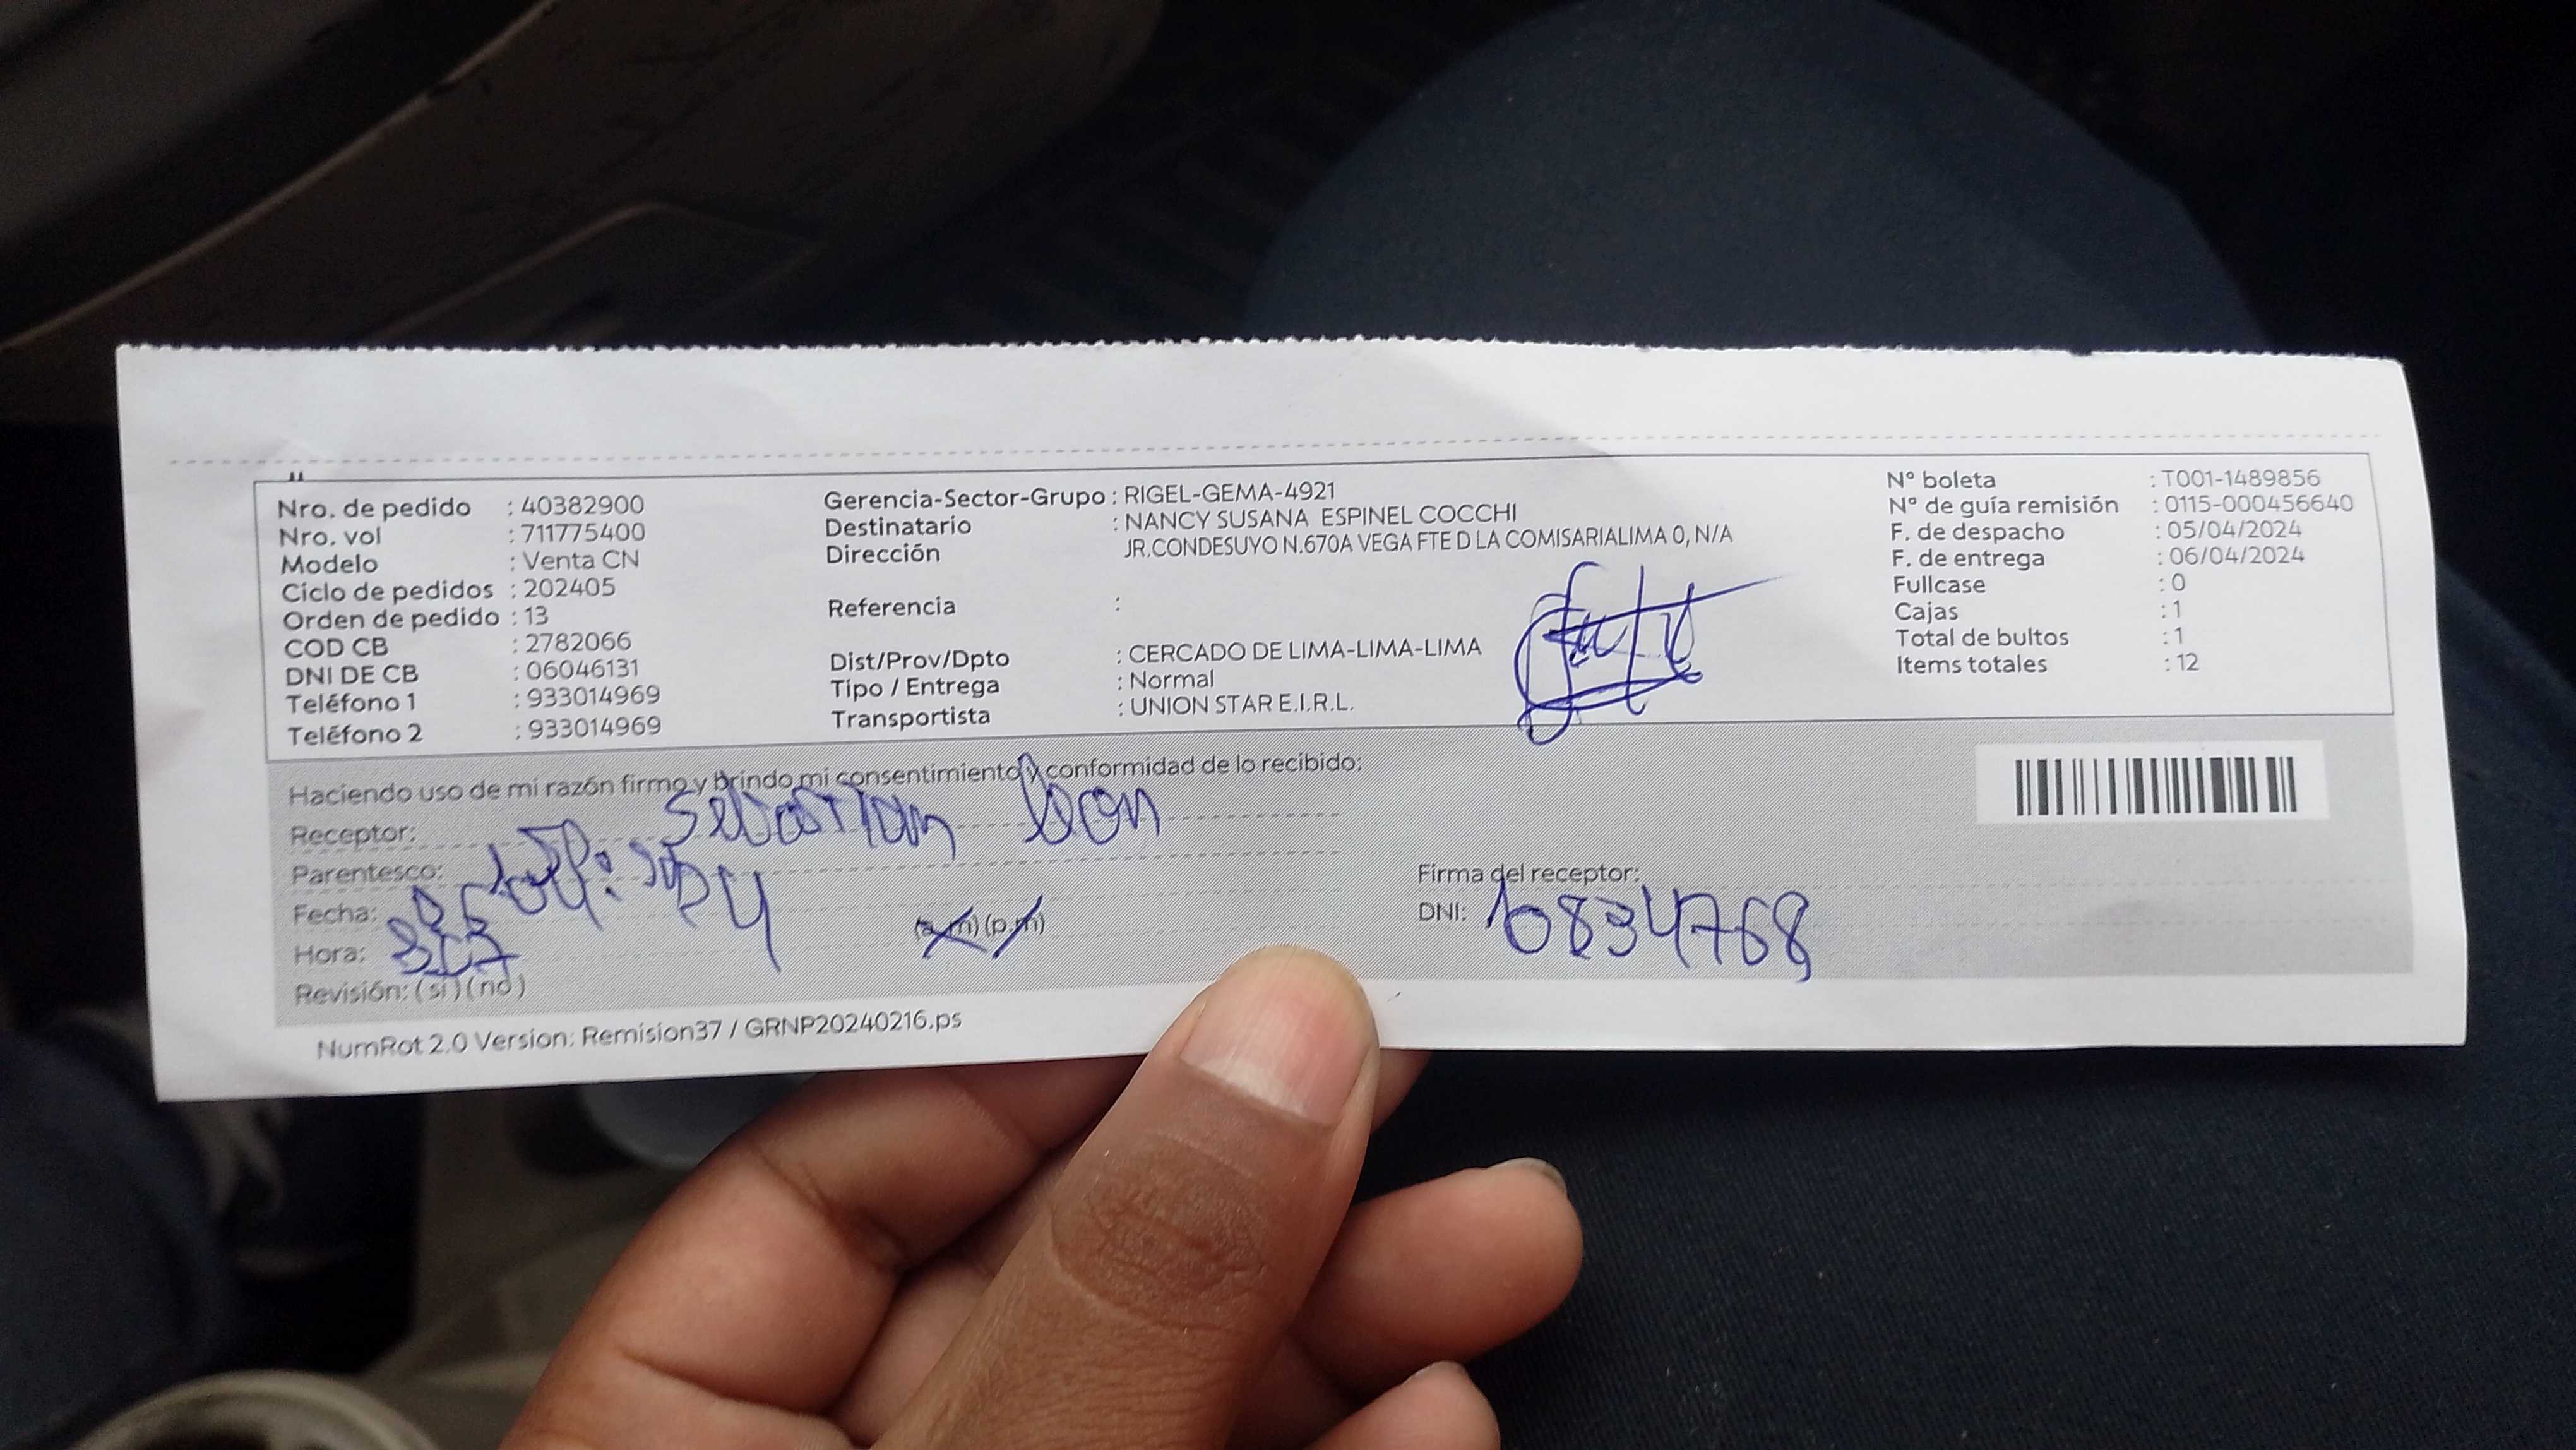 Nro. de pedido : 40382900
Nro. vol : 711775400
Modelo : Venta CN
Ciclo de pedidos : 202405
Orden de pedido : 13
COD CB : 2782066
DNI DE CB : 06046131
Teléfono 1 : 933014969
Teléfono 2 : 933014969
Gerencia-Sector-Grupo : RIGEL-GEMA-4921
Destinatario : NANCY SUSANA ESPINEL COCCHI
Dirección JR.CONDESUYO N.670A VEGA FTE D LA COMISARIALIMA 0, N/A
Referencia :
Dist/Prov/Dpto : CERCADO DE LIMA-LIMA-LIMA
Tipo / Entrega : Normal
Transportista : UNION STAR E.I.R.L.
N° boleta : T001-1489856
N° de guía remisión : 0115-000456640
F. de despacho : 05/04/2024
F. de entrega : 06/04/2024
Fullcase : 0
Cajas : 1
Total de bultos : 1
Items totales : 12
Haciendo uso de mi razón firmo y brindo mi consentimiento y conformidad de lo recibido:
Receptor: Sebastian leon
Parentesco:
Fecha:
Hora: (a.m) (p.m)
Revisión: (si) (no)
Firma del receptor:
DNI: 10834768
NumRot 2.0 Version: Remision37 / GRNP20240216.ps